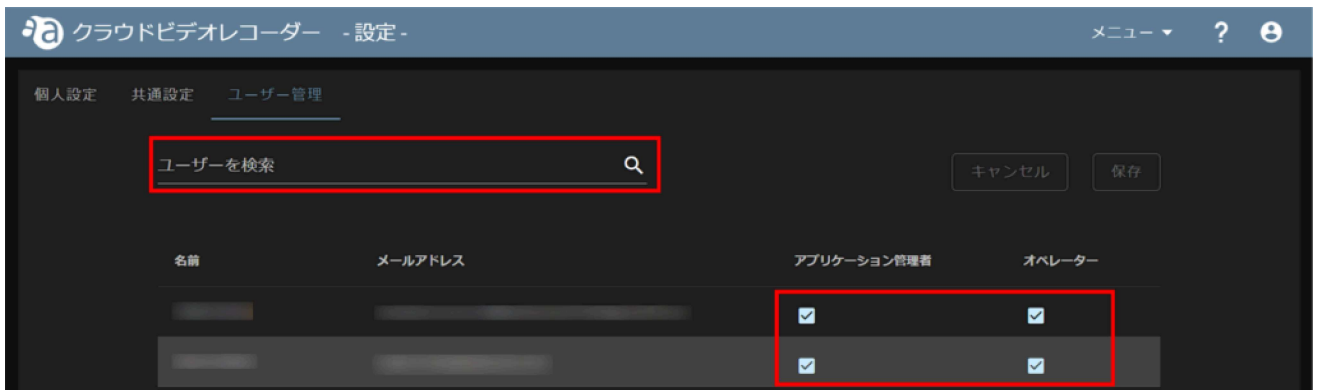 クラウドビデオレコーダー -設定-
メニュー ?
個人設定 共通設定 ユーザー管理
ユーザーを検索
キャンセル 保存
名前 メールアドレス アプリケーション管理者 オペレーター